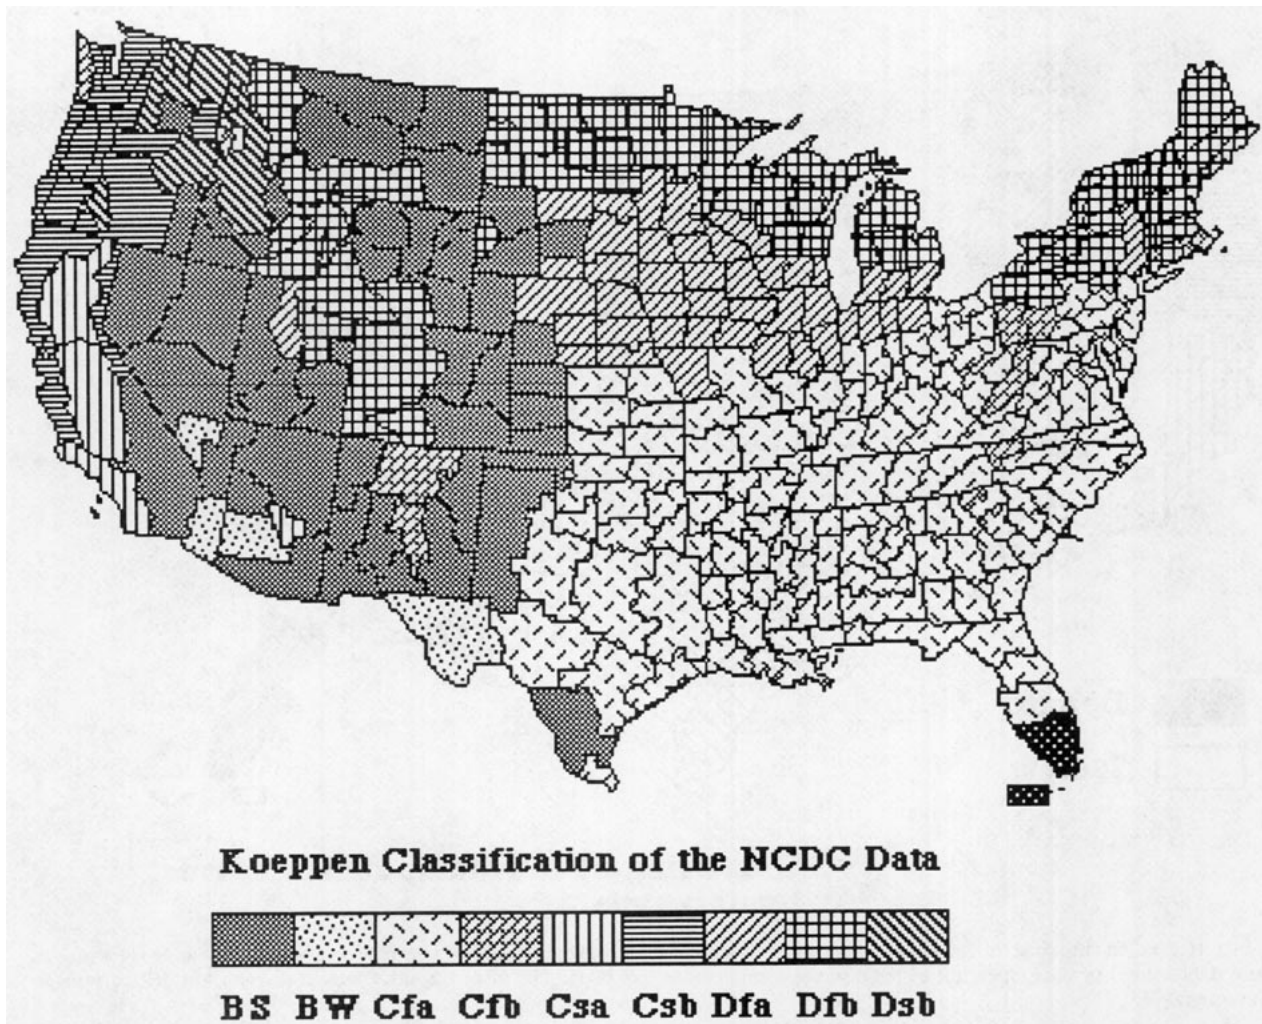 Koeppen Classification of the NCDC Data
BS BW Cfa Cfb Csa Csb Dfa Dfb Dsb